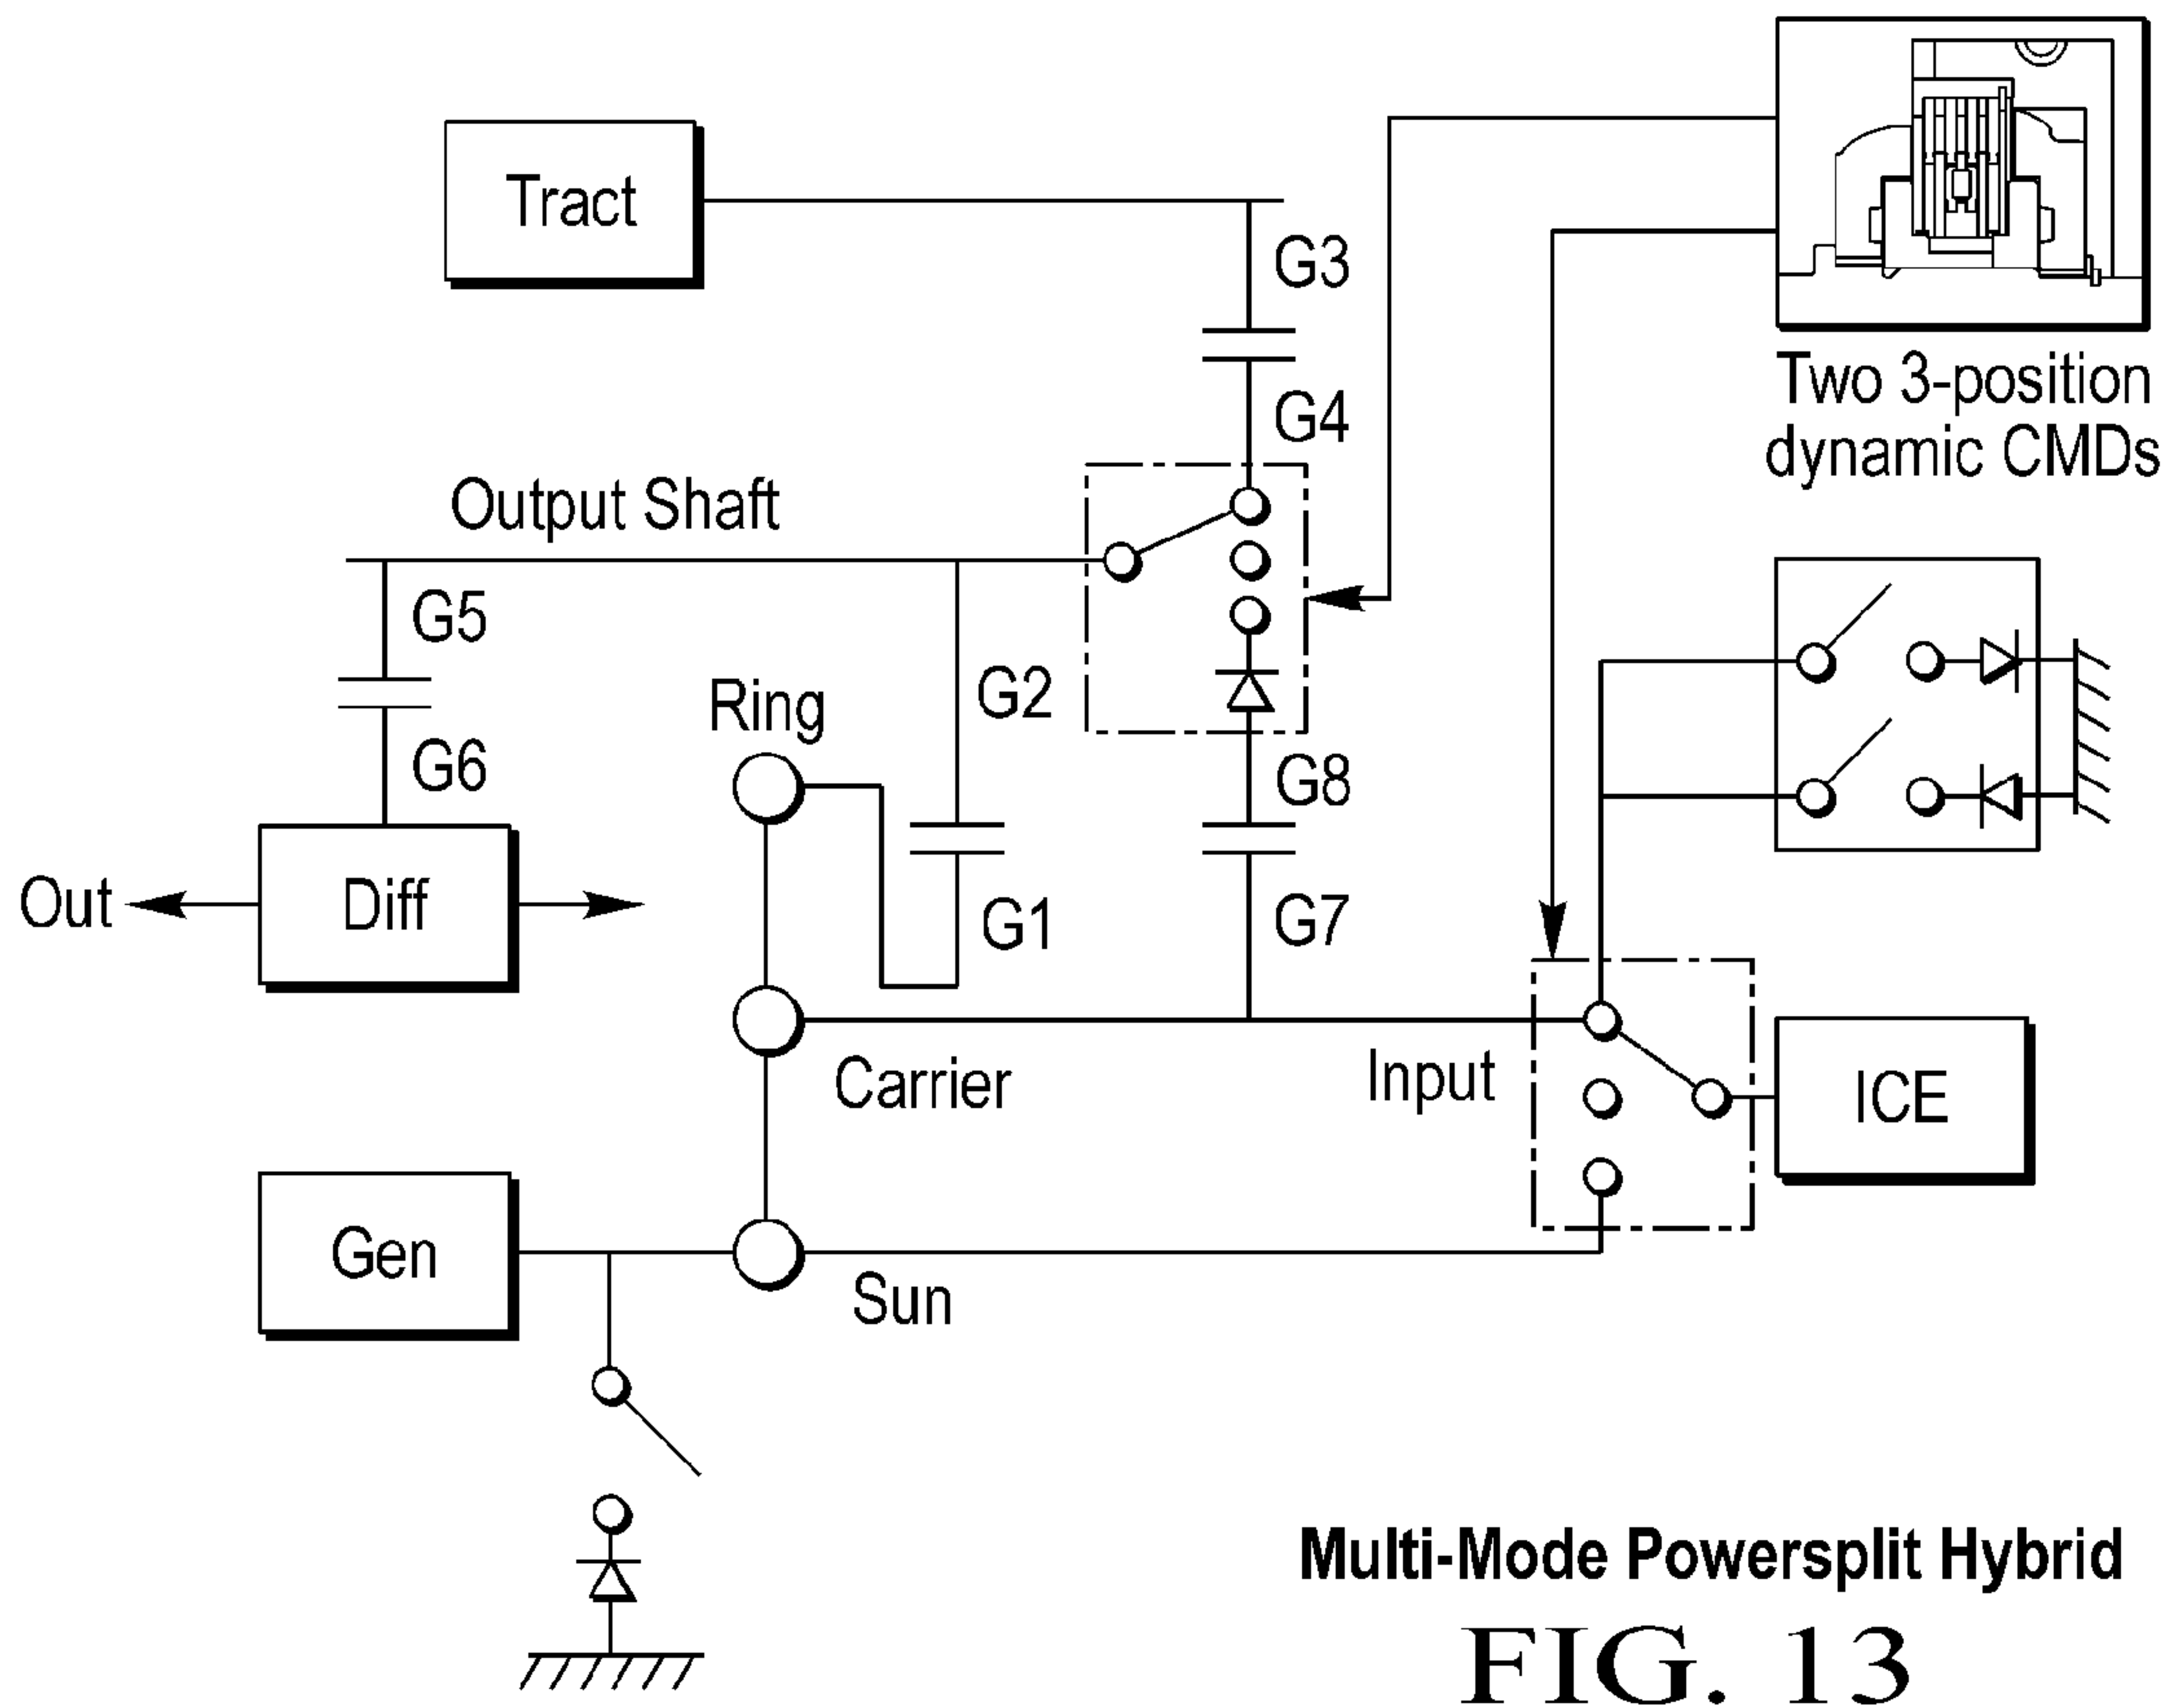 Tract
G3
G4
Two 3-position
dynamic CMDs
Output Shaft
G5
G2
Ring
G6
G8
Out
Diff
G1
G7
Carrier
Input
ICE
Gen
Sun
Multi-Mode Powersplit Hybrid
FIG. 13